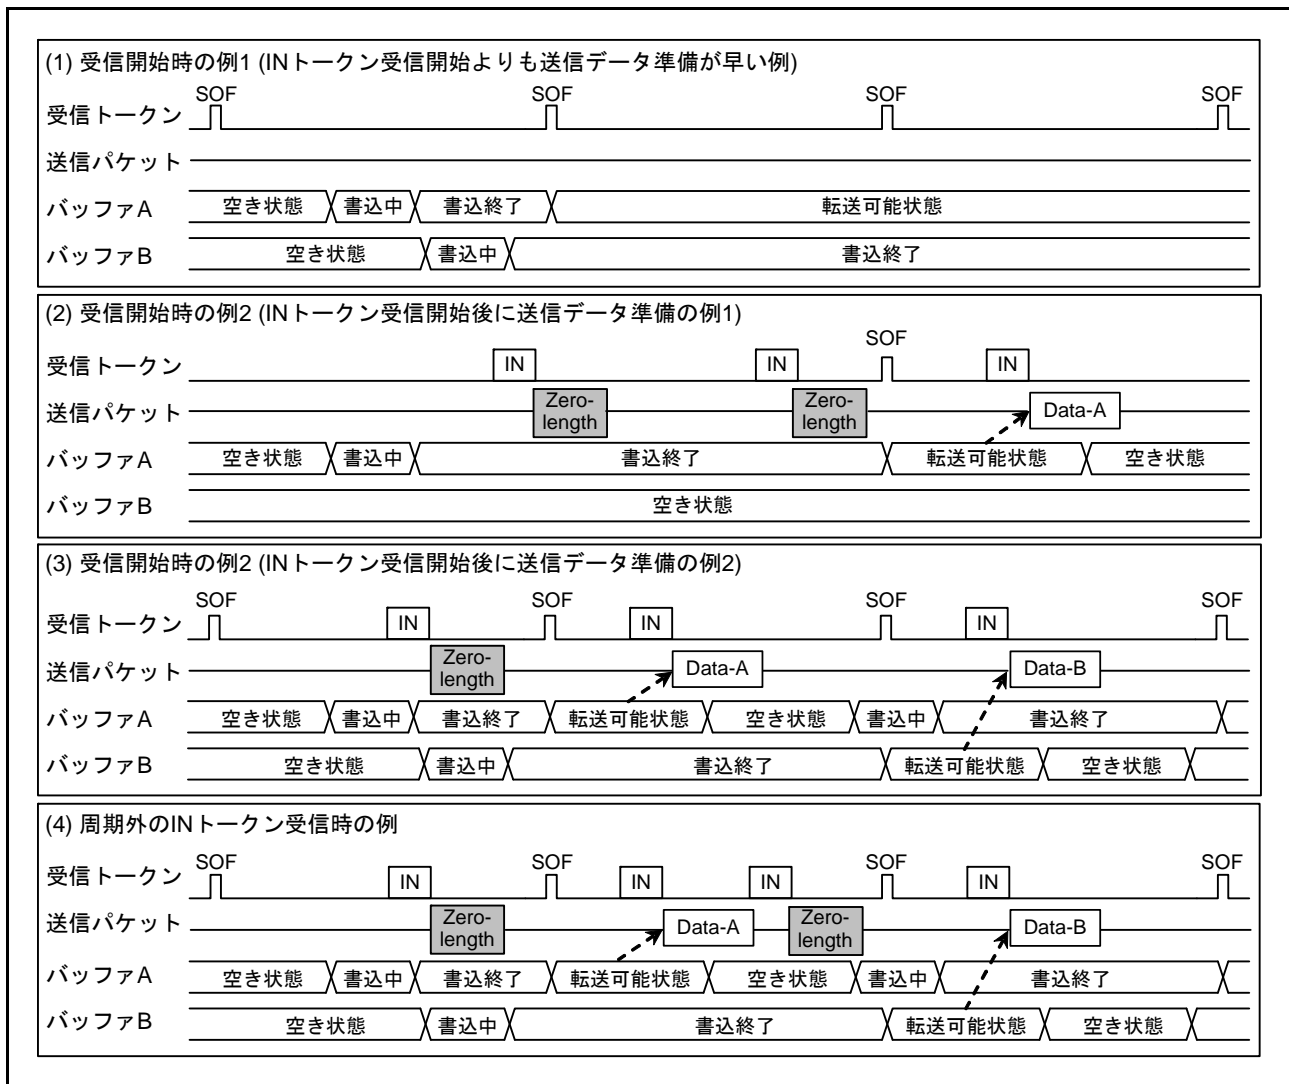 (1) 受信開始時の例1 (INトークン受信開始よりも送信データ準備が早い例)
SOF SOF SOF SOF
受信トークン
送信パケット
バッファA 空き状態 書込中 書込終了 転送可能状態
バッファB 空き状態 書込中 書込終了
(2) 受信開始時の例2 (INトークン受信開始後に送信データ準備の例1)
SOF
受信トークン IN IN IN
送信パケット Zero-length Zero-length Data-A
バッファA 空き状態 書込中 書込終了 転送可能状態 空き状態
バッファB 空き状態
(3) 受信開始時の例2 (INトークン受信開始後に送信データ準備の例2)
SOF SOF SOF SOF
受信トークン IN IN IN
送信パケット Zero-length Data-A Data-B
バッファA 空き状態 書込中 書込終了 転送可能状態 空き状態 書込中 書込終了
バッファB 空き状態 書込中 書込終了 転送可能状態 空き状態
(4) 周期外のINトークン受信時の例
SOF SOF SOF SOF
受信トークン IN IN IN IN
送信パケット Zero-length Data-A Zero-length Data-B
バッファA 空き状態 書込中 書込終了 転送可能状態 空き状態 書込中 書込終了
バッファB 空き状態 書込中 書込終了 転送可能状態 空き状態